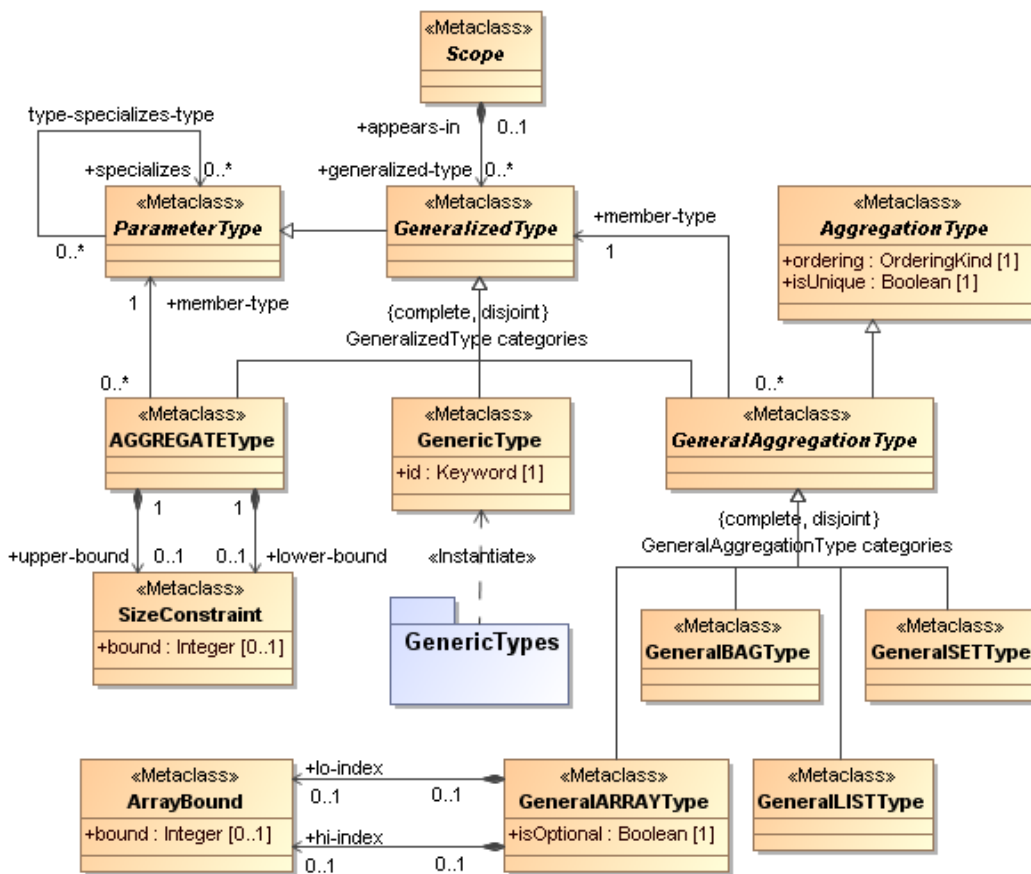 «Metaclass»
Scope
type-specializes-type
+appears-in
0..1
+specializes
0..*
+generalized-type
0..*
«Metaclass»
ParameterType
«Metaclass»
GeneralizedType
+member-type
1
«Metaclass»
AggregationType
+ordering : OrderingKind [1]
+isUnique : Boolean [1]
0..*
1
+member-type
{complete, disjoint}
GeneralizedType categories
0..*
0..*
«Metaclass»
AGGREGATEType
«Metaclass»
GenericType
+id : Keyword [1]
«Metaclass»
GeneralAggregationType
1
1
+upper-bound
0..1
0..1
+lower-bound
{complete, disjoint}
GeneralAggregationType categories
«Instantiate»
«Metaclass»
SizeConstraint
+bound : Integer [0..1]
GenericTypes
«Metaclass»
GeneralBAGType
«Metaclass»
GeneralSETType
«Metaclass»
ArrayBound
+bound : Integer [0..1]
+lo-index
0..1
0..1
+hi-index
0..1
0..1
«Metaclass»
GeneralARRAYType
+isOptional : Boolean [1]
«Metaclass»
GeneralLISTType